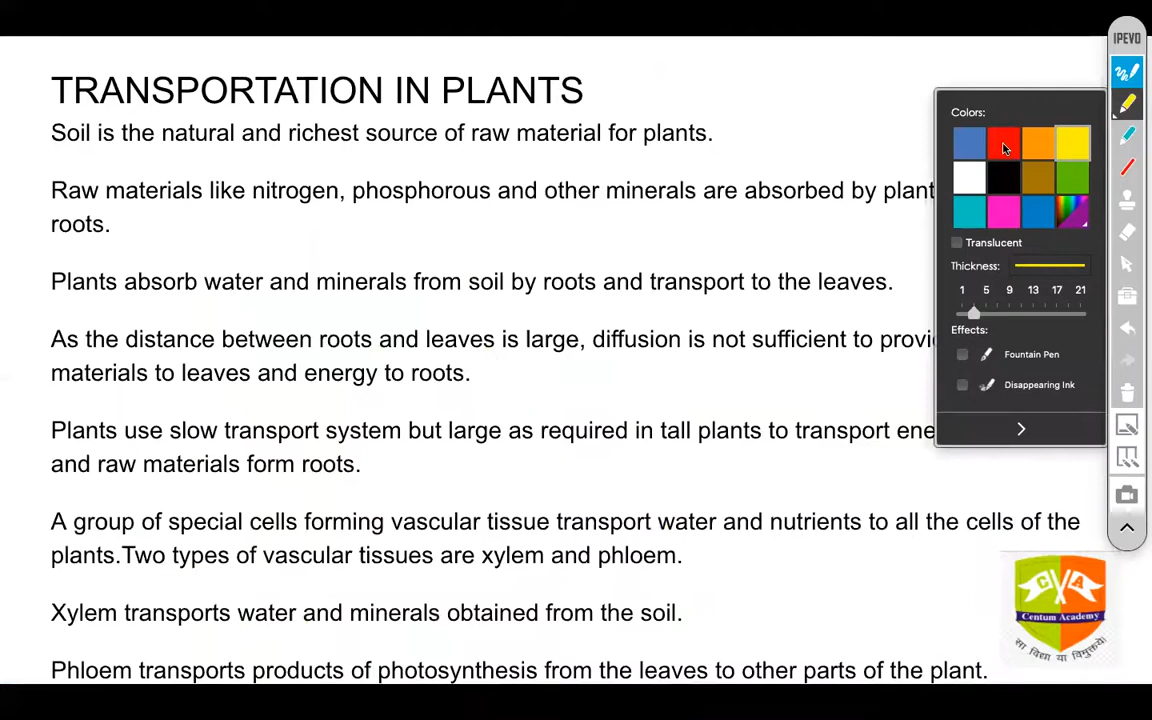 TRANSPORTATION IN PLANTS
Soil is the natural and richest source of raw material for plants.
Raw materials like nitrogen, phosphorous and other minerals are absorbed by plant
roots.
Plants absorb water and minerals from soil by roots and transport to the leaves.
As the distance between roots and leaves is large, diffusion is not sufficient to
materials to leaves and energy to roots.
Plants use slow transport system but large as required in tall plants to transport
and raw materials form roots.
A group of special cells forming vascular tissue transport water and nutrients to all the cells of the
plants.Two types of vascular tissues are xylem and phloem.
Xylem transports water and minerals obtained from the soil.
Phloem transports products of photosynthesis from the leaves to other parts of the plant.
IPEVO
Colors:
Translucent
Thickness:
1 5 9 13 17 21
Effects:
Fountain Pen
Disappearing Ink
C A
Centum Academy
सा विद्या या विमुक्तये